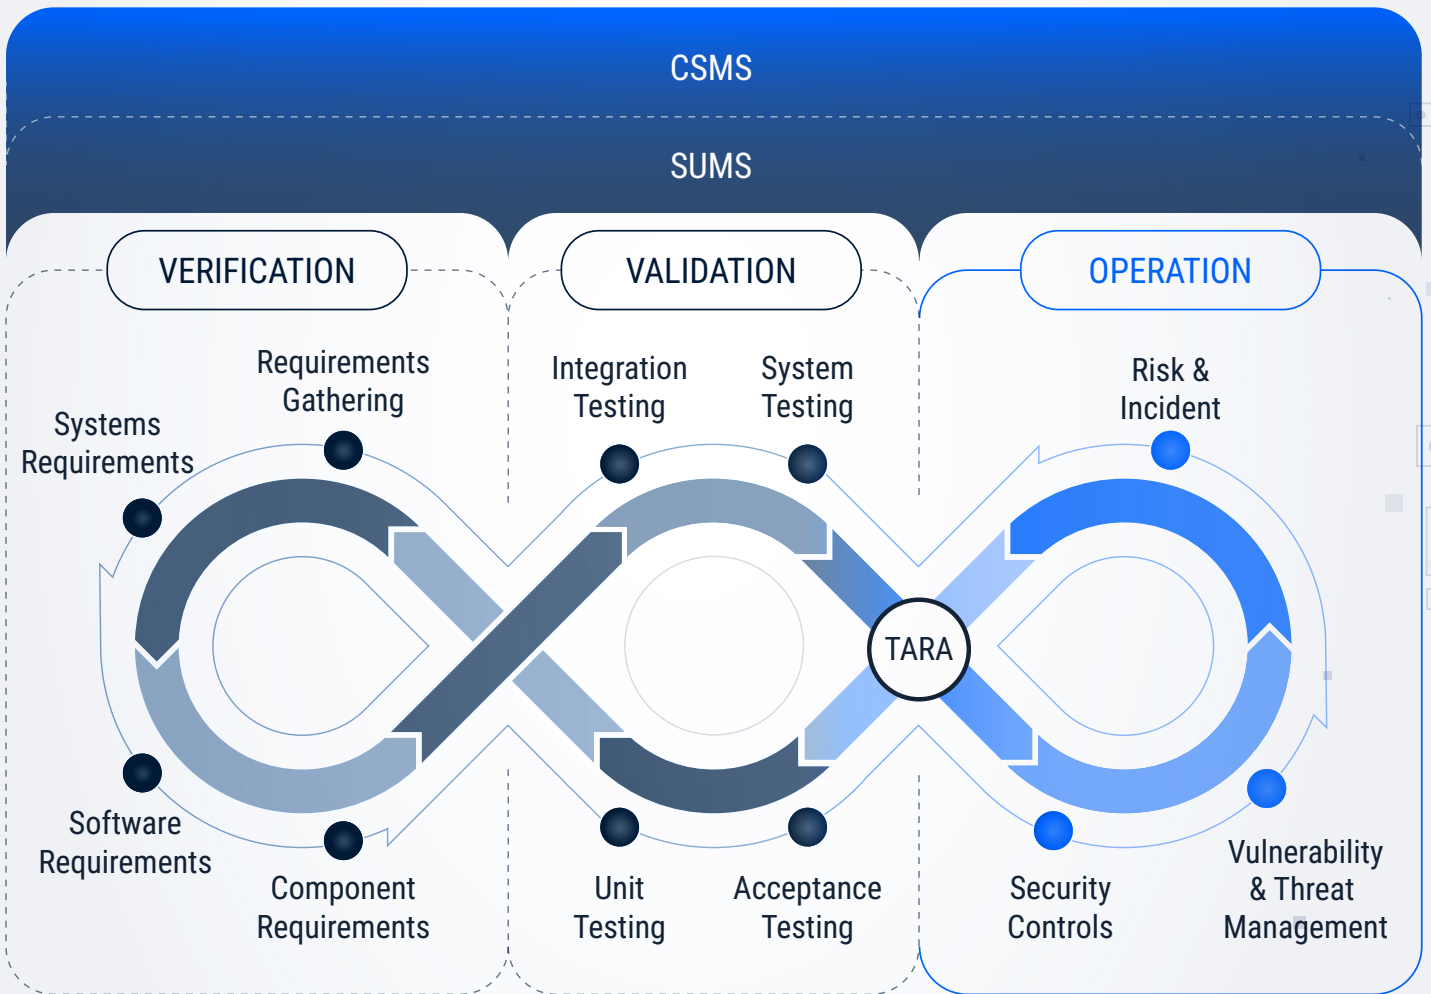 CSMS
SUMS
VERIFICATION
VALIDATION
OPERATION
Requirements
Gathering
Systems
Requirements
Software
Requirements
Component
Requirements
Integration
Testing
System
Testing
Unit
Testing
Acceptance
Testing
TARA
Risk &
Incident
Security
Controls
Vulnerability
& Threat
Management